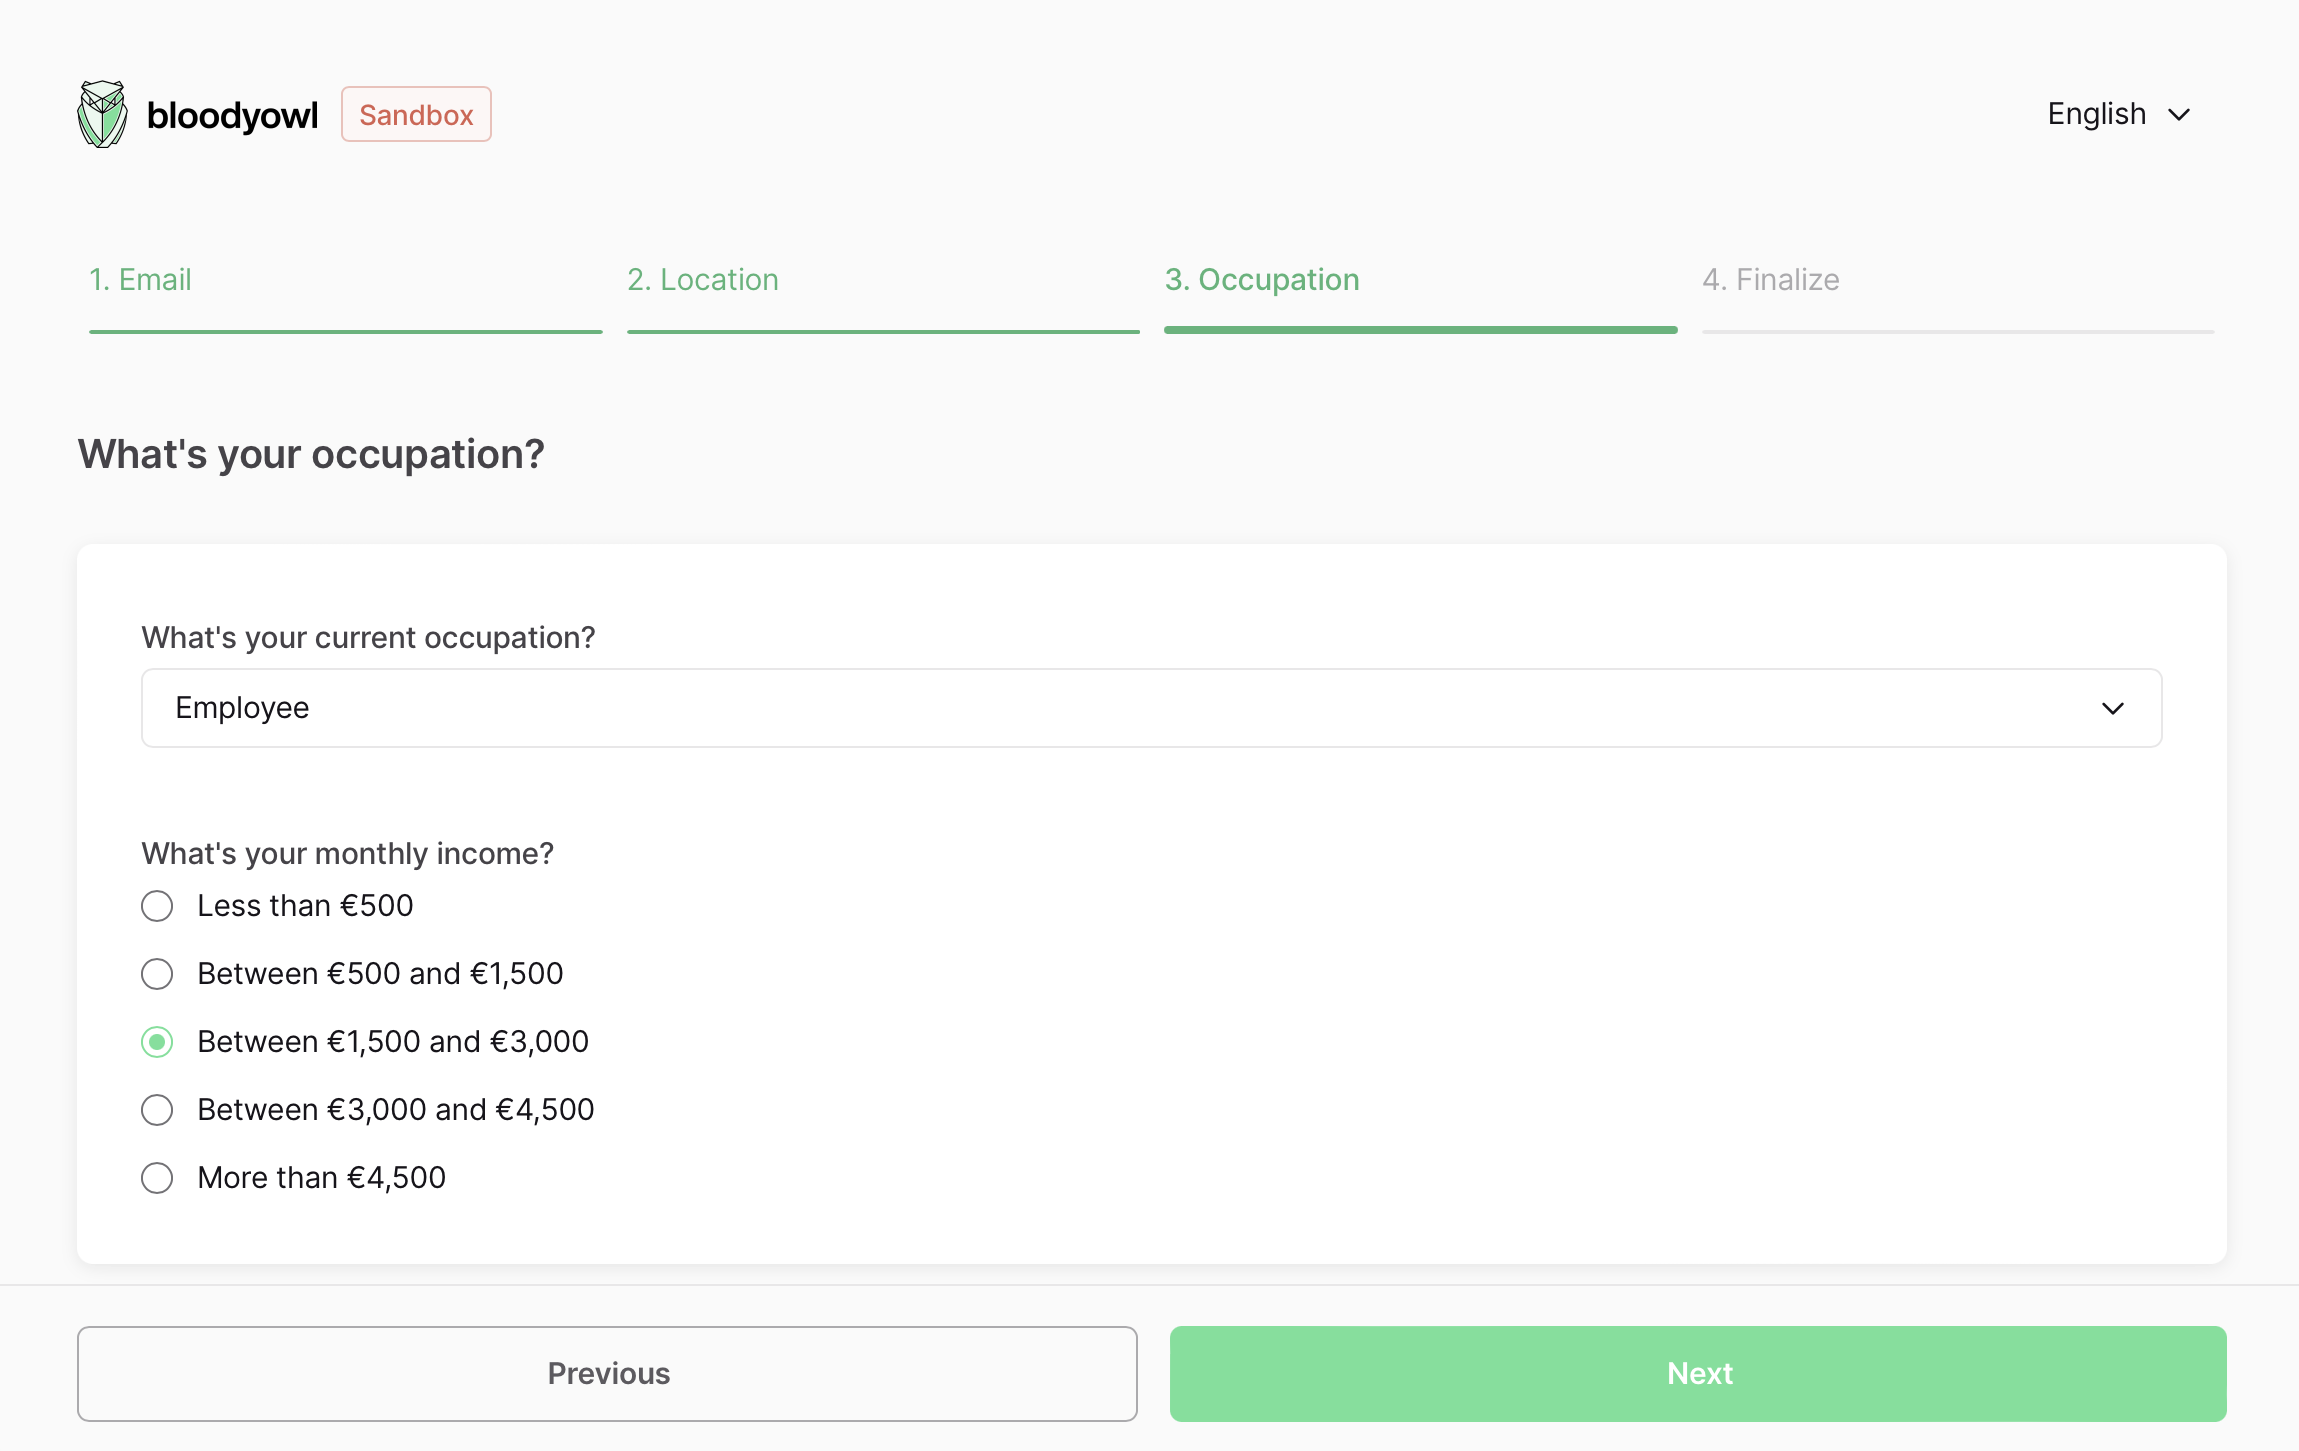 bloodyowl Sandbox English
1. Email 2. Location 3. Occupation 4. Finalize
What's your occupation?
What's your current occupation?
Employee
What's your monthly income?
Less than €500
Between €500 and €1,500
Between €1,500 and €3,000
Between €3,000 and €4,500
More than €4,500
Previous Next